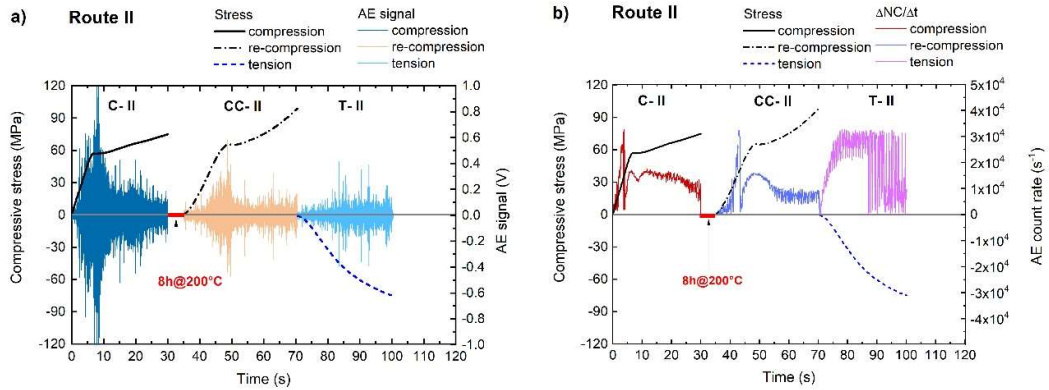 a) Route II
Stress AE signal
compression compression
re-compression re-compression
tension tension
C- II CC- II T- II
120
90
60
30
0
-30
-60
-90
-120
Compressive stress (MPa)
1.0
0.8
0.6
0.4
0.2
0.0
-0.2
-0.4
-0.6
-0.8
-1.0
AE signal (V)
8h@200°C
0 10 20 30 40 50 60 70 80 90 100 110 120
Time (s)
b) Route II
Stress ΔNC/Δt
compression compression
re-compression re-compression
tension tension
C- II CC- II T- II
120
90
60
30
0
-30
-60
-90
-120
Compressive stress (MPa)
5x10⁴
4x10⁴
3x10⁴
2x10⁴
1x10⁴
0
-1x10⁴
-2x10⁴
-3x10⁴
-4x10⁴
AE count rate (s⁻¹)
8h@200°C
0 10 20 30 40 50 60 70 80 90 100 110 120
Time (s)